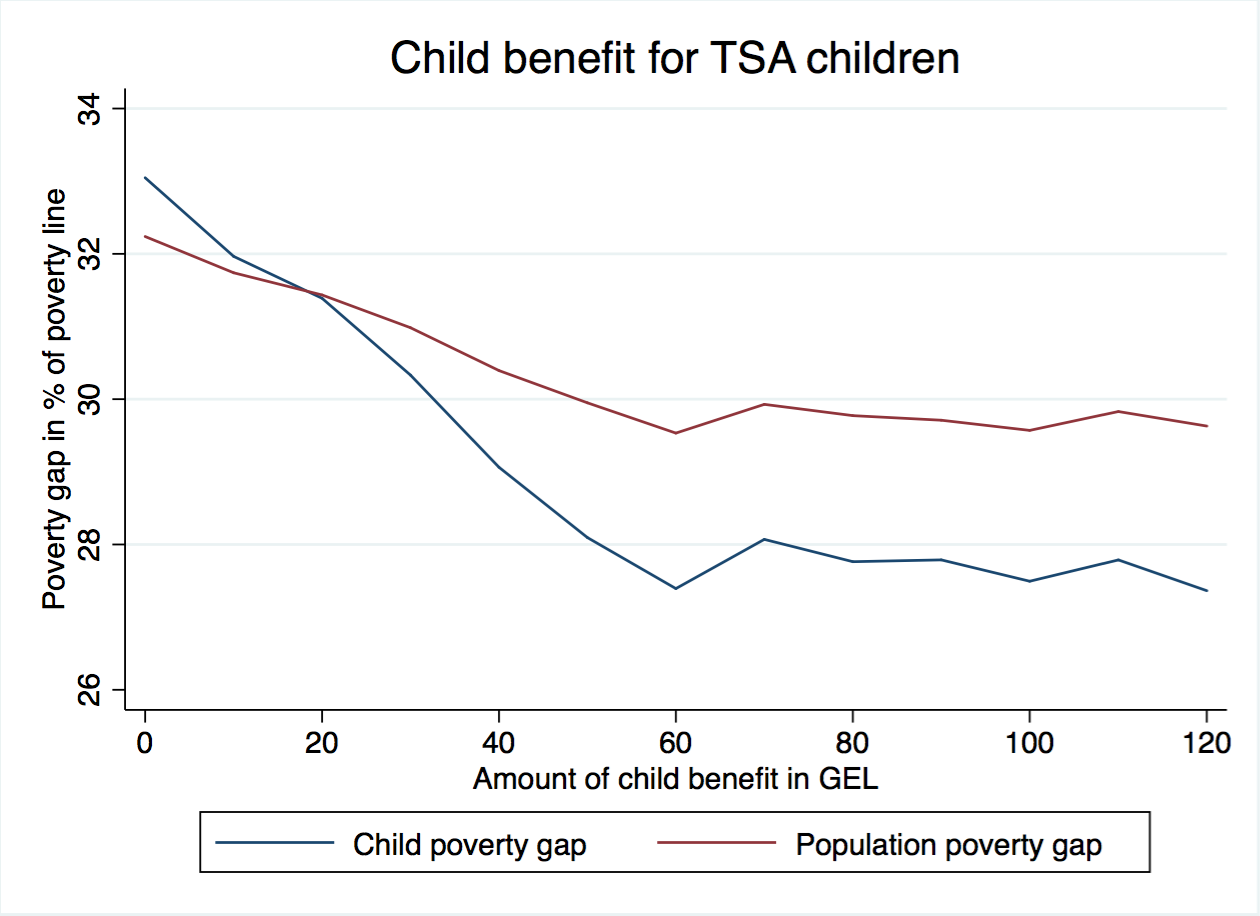 Child benefit for TSA children
Poverty gap in % of poverty line
34
32
30
28
26
0 20 40 60 80 100 120
Amount of child benefit in GEL
Child poverty gap Population poverty gap